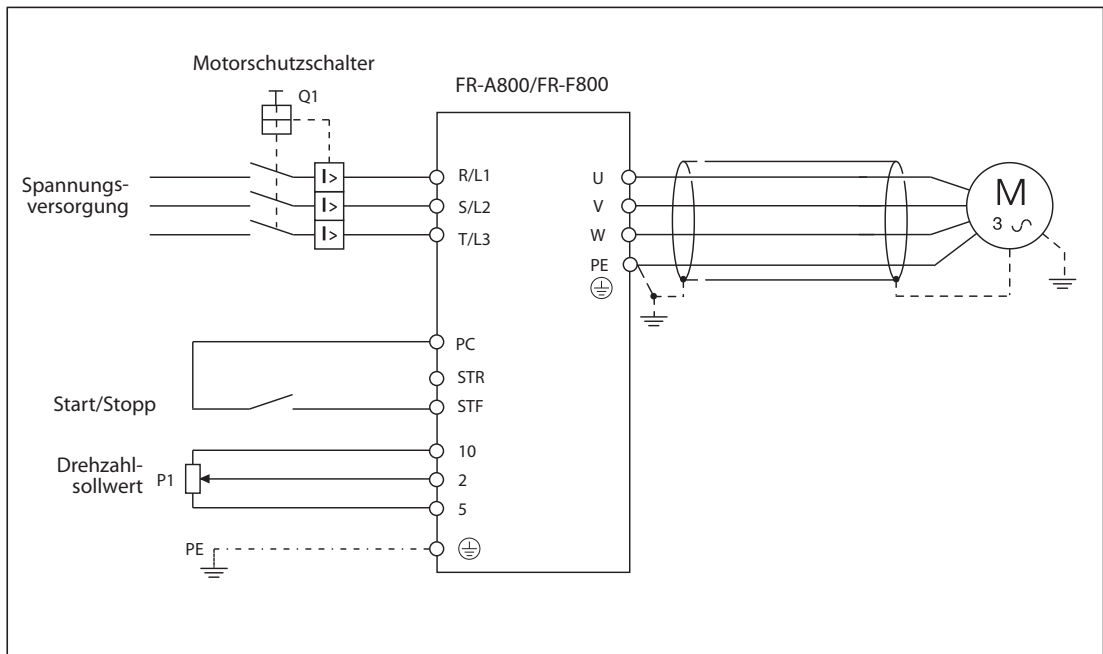 Motorschutzschalter
Q1
FR-A800/FR-F800
Spannungs-
versorgung
I>
I>
I>
R/L1
S/L2
T/L3
U
V
W
PE
M
3
PC
STR
STF
Start/Stopp
Drehzahl-
sollwert
P1
10
2
5
PE